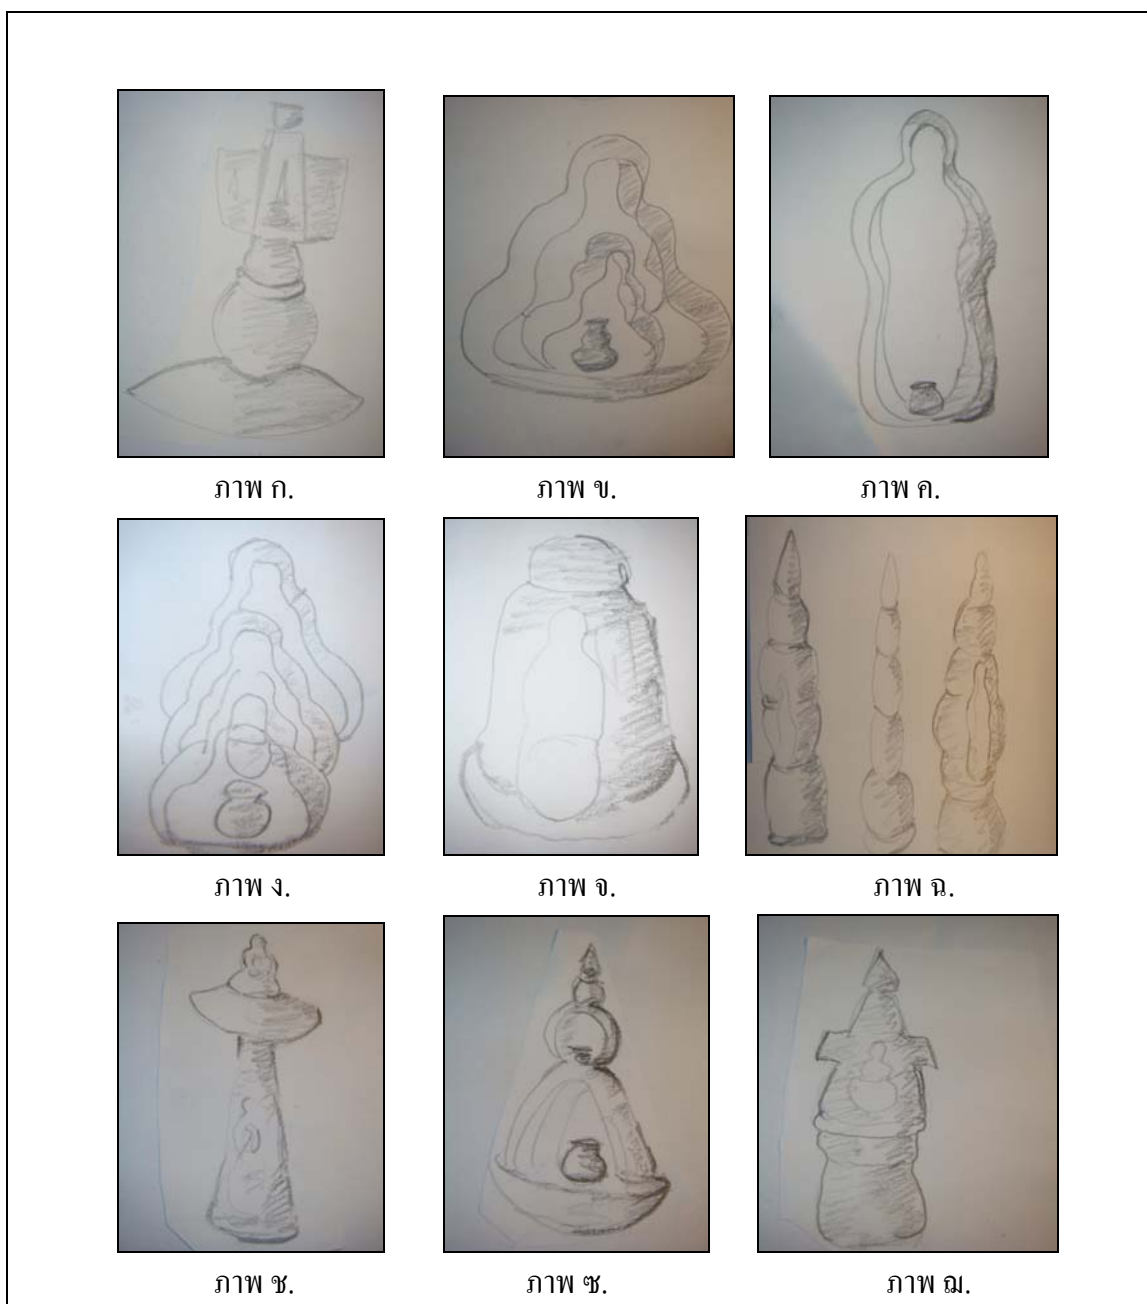 ภาพ ก. ภาพ ข. ภาพ ค.
ภาพ ง. ภาพ จ. ภาพ ฉ.
ภาพ ช. ภาพ ซ. ภาพ ฌ.